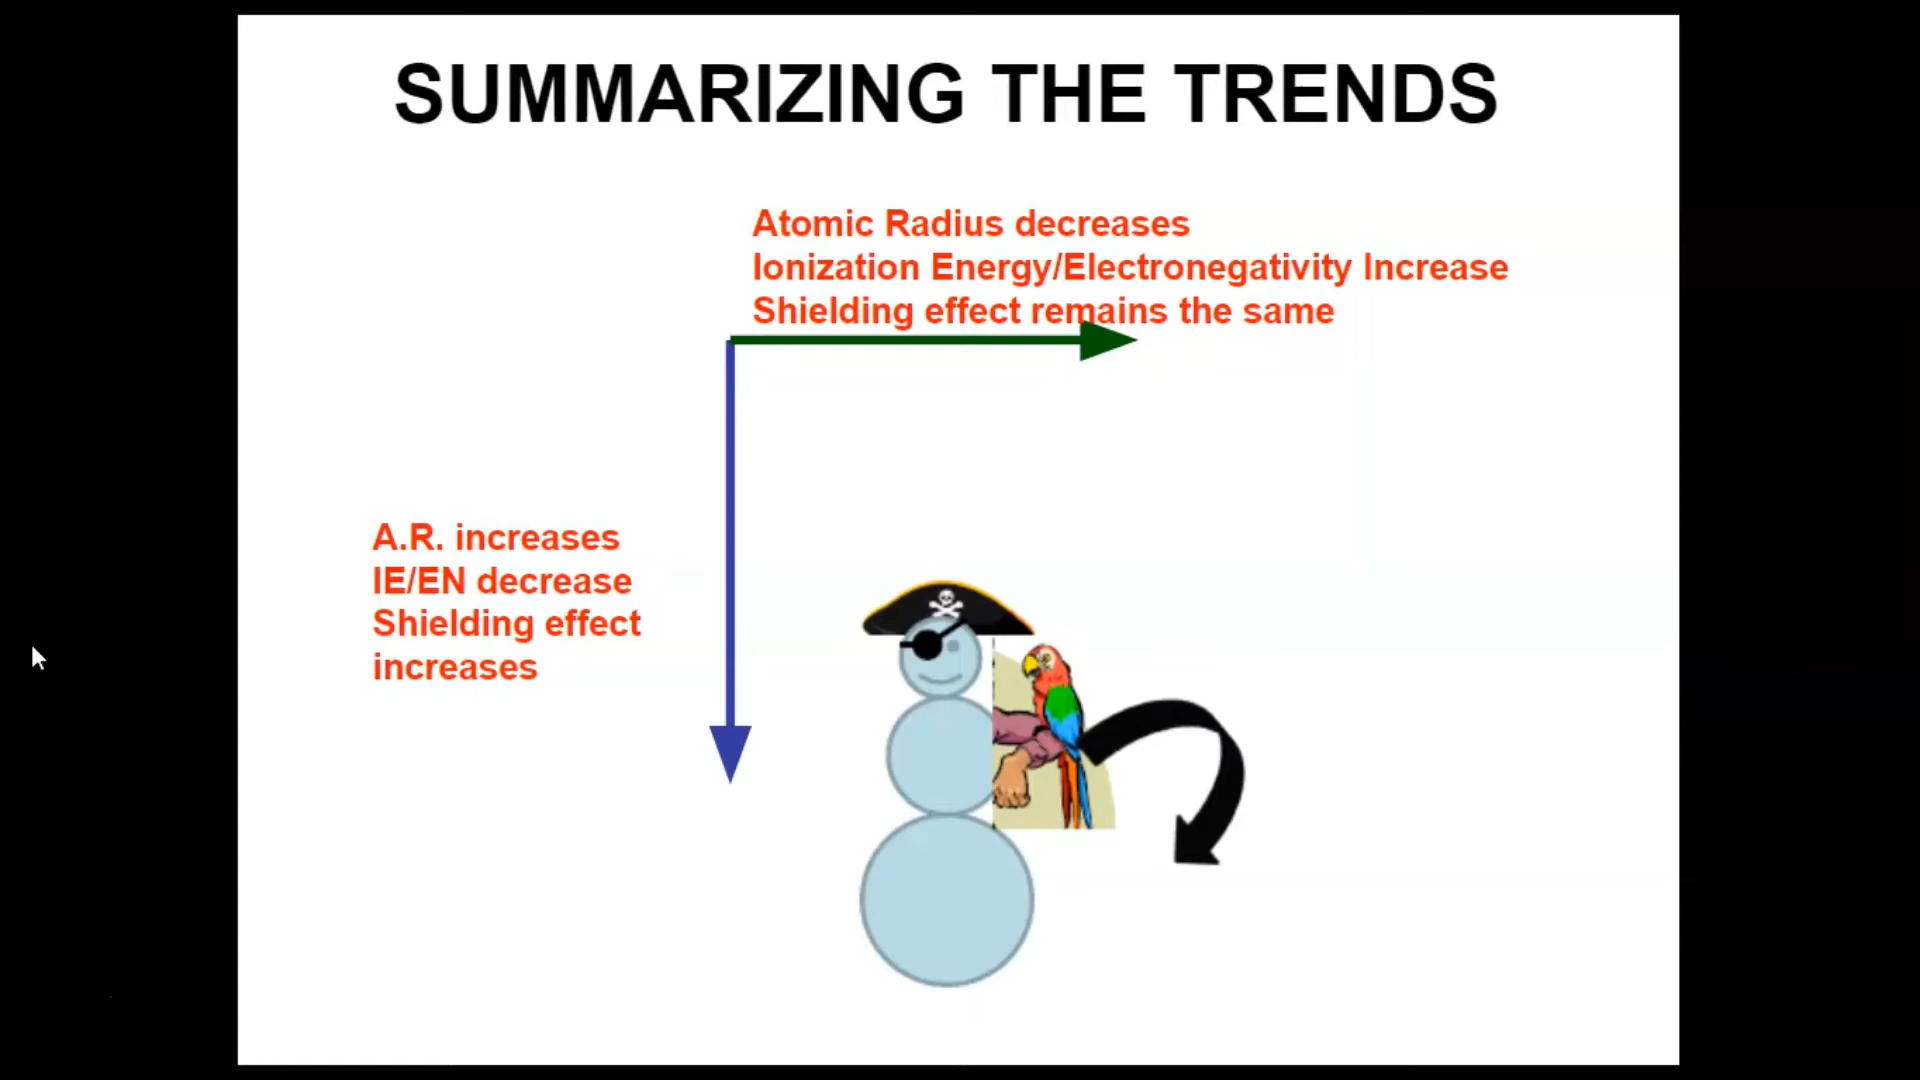 SUMMARIZING THE TRENDS
Atomic Radius decreases
Ionization Energy/Electronegativity Increase
Shielding effect remains the same
A.R. increases
IE/EN decrease
Shielding effect
increases